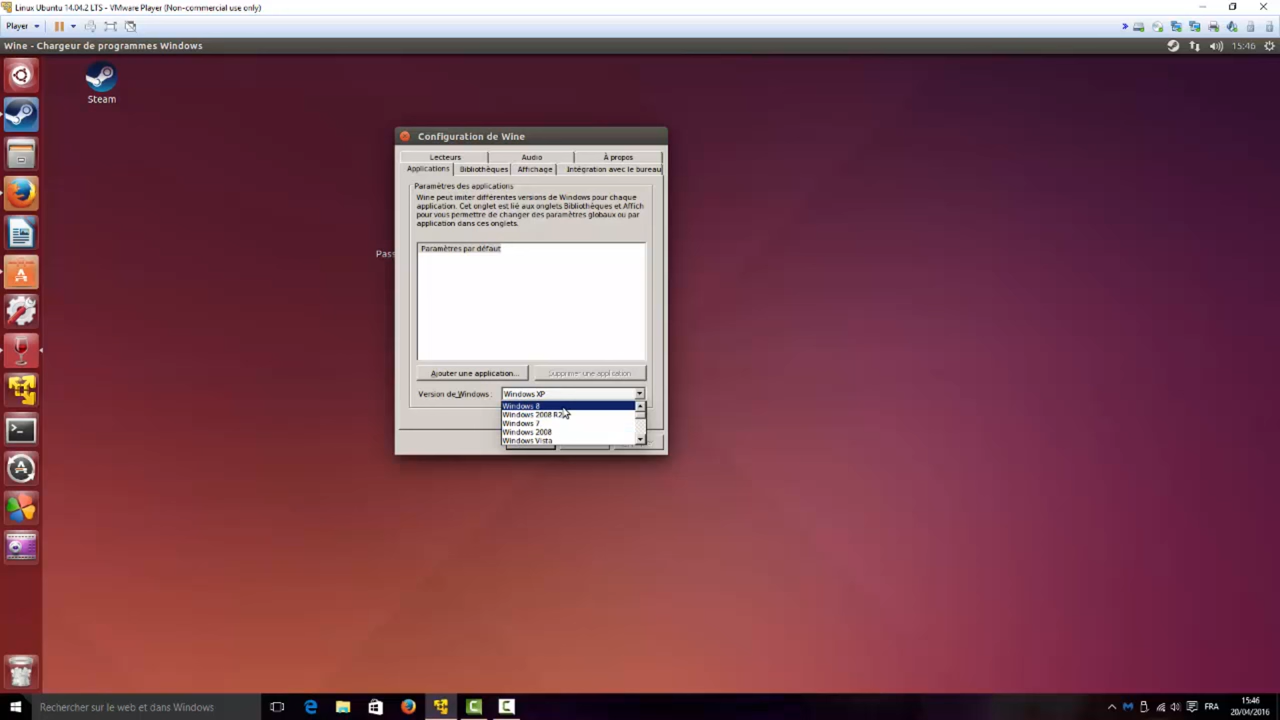 Linux Ubuntu 14.04.2 LTS - VMware Player (Non-commercial use only)
Player
Wine - Chargeur de programmes Windows
15:46
Steam
Configuration de Wine
Lecteurs Audio À propos
Applications Bibliothèques Affichage Intégration avec le bureau
Paramètres des applications
Wine peut imiter différentes versions de Windows pour chaque
application. Cet onglet est lié aux onglets Bibliothèques et Affich
pour vous permettre de changer des paramètres globaux ou par
application dans ces onglets.
Pass
Paramètres par défaut
Ajouter une application... Supprimer une application
Version de Windows : Windows XP
Windows 8
Windows 2008 R2
Windows 7
Windows 2008
Windows Vista
Rechercher sur le web et dans Windows
FRA
15:46
20/04/2016